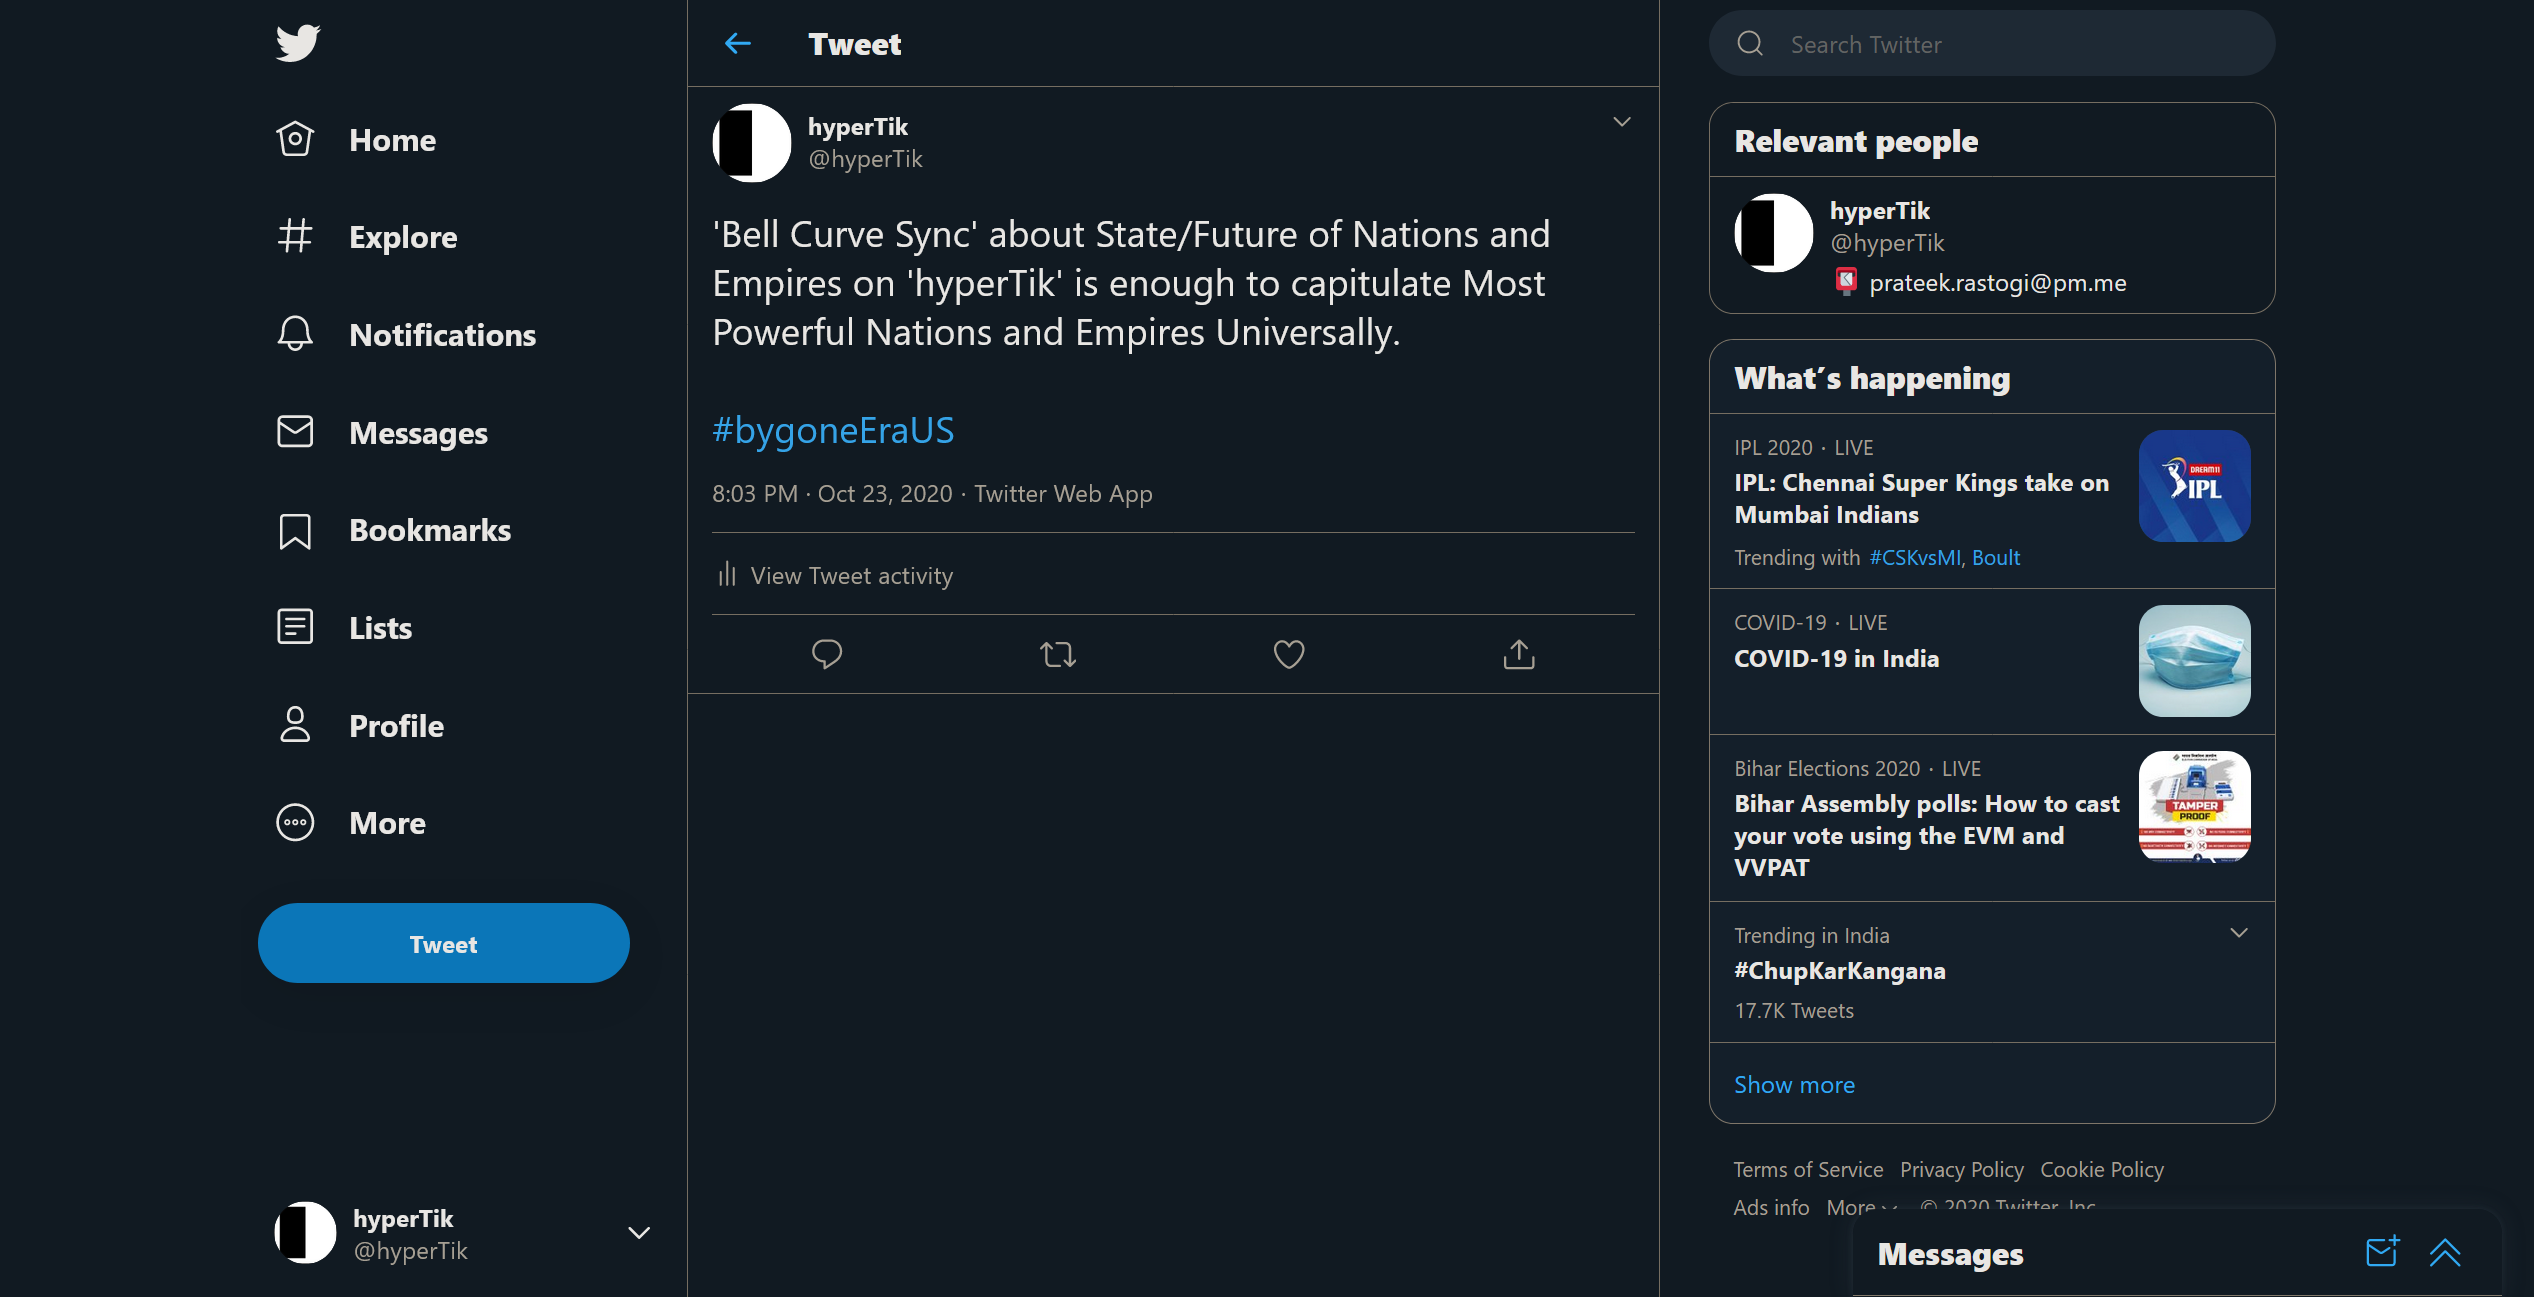 Home
Explore
Notifications
Messages
Bookmarks
Lists
Profile
More
Tweet
hyperTik
@hyperTik
Tweet
hyperTik
@hyperTik
'Bell Curve Sync' about State/Future of Nations and
Empires on 'hyperTik' is enough to capitulate Most
Powerful Nations and Empires Universally.
#bygoneEraUS
8:03 PM · Oct 23, 2020 · Twitter Web App
View Tweet activity
Search Twitter
Relevant people
hyperTik
@hyperTik
prateek.rastogi@pm.me
What's happening
IPL 2020 · LIVE
IPL: Chennai Super Kings take on
Mumbai Indians
Trending with #CSKvsMI, Boult
DREAM11
IPL
COVID-19 · LIVE
COVID-19 in India
Bihar Elections 2020 · LIVE
Bihar Assembly polls: How to cast
your vote using the EVM and
VVPAT
TAMPER
PROOF
Trending in India
#ChupKarKangana
17.7K Tweets
Show more
Terms of Service Privacy Policy Cookie Policy
Ads info More © 2020 Twitter, Inc.
Messages